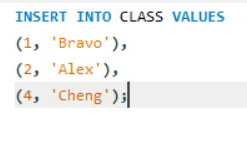 INSERT INTO CLASS VALUES
(1, 'Bravo'),
(2, 'Alex'),
(4, 'Cheng');